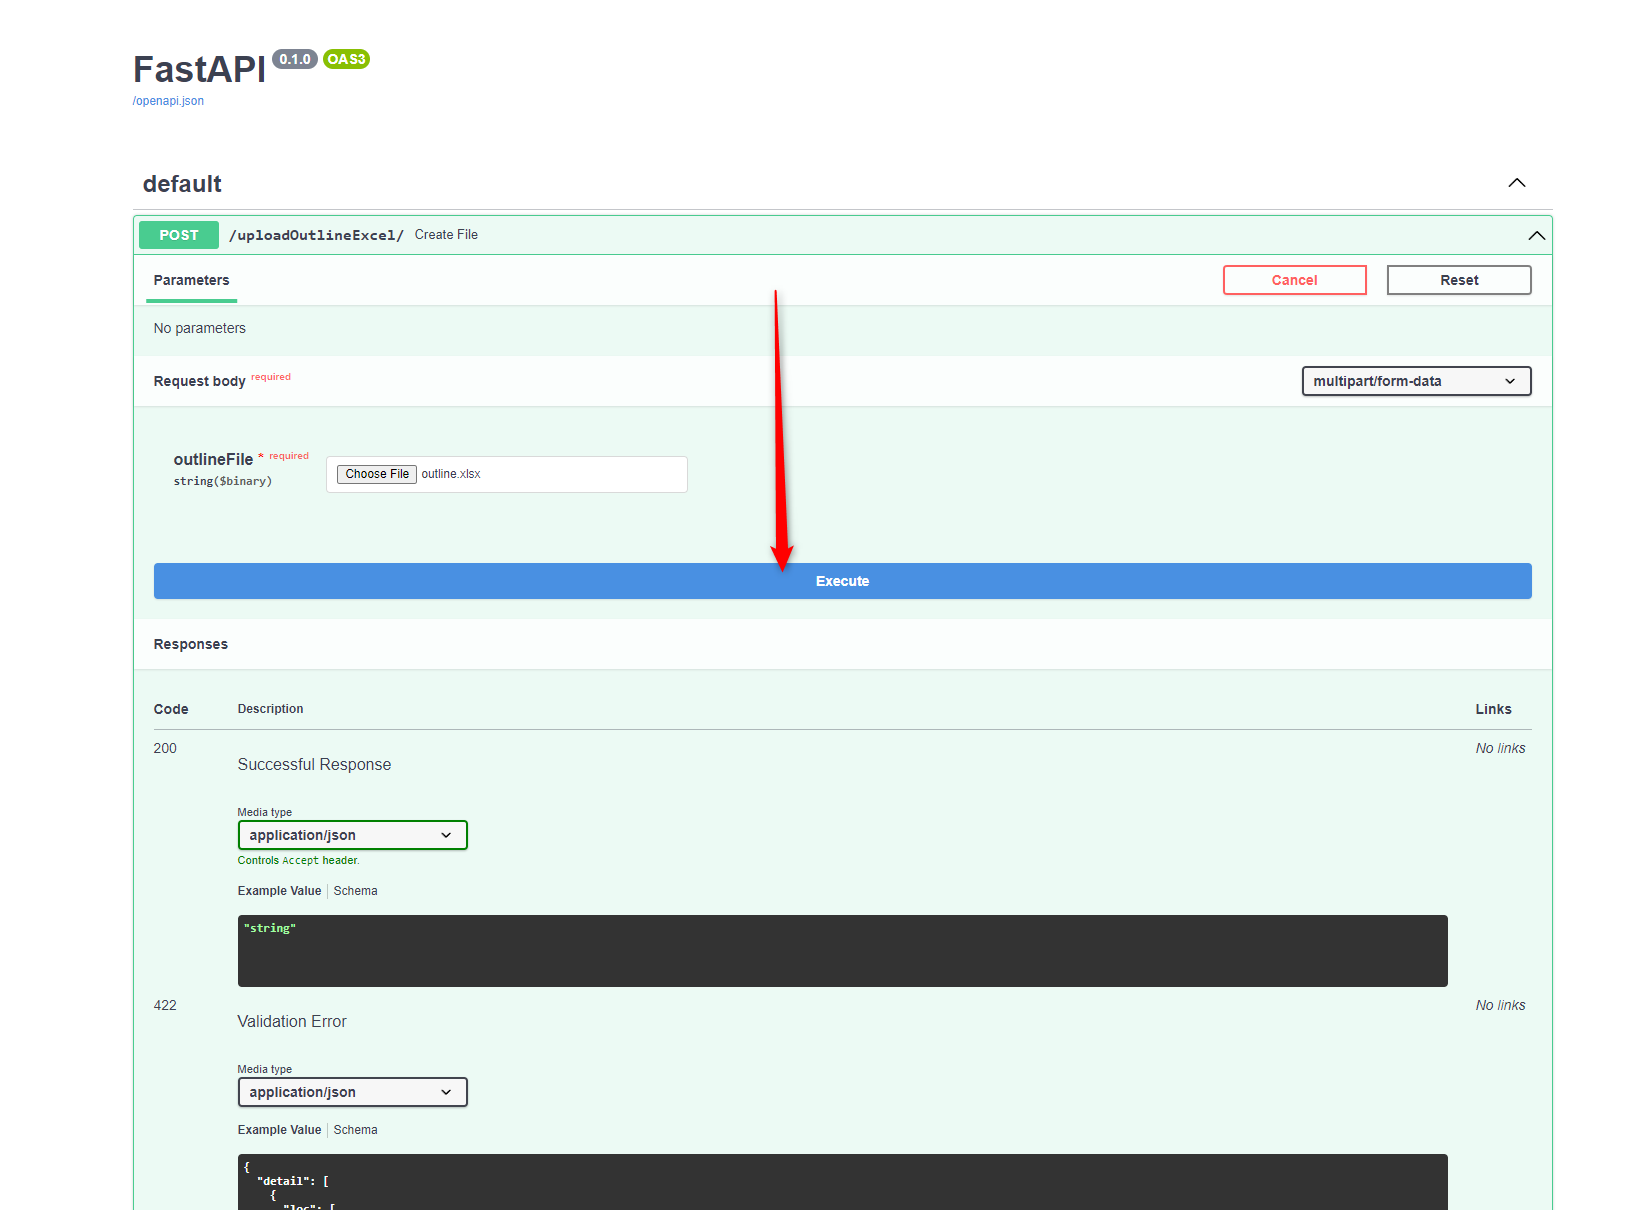 FastAPI 0.1.0 OAS3
/openapi.json
default
POST /uploadOutlineExcel/ Create File
Parameters Cancel Reset
No parameters
Request body required multipart/form-data
outlineFile * required
string($binary)
Choose File outline.xlsx
Execute
Responses
Code Description Links
200 No links
Successful Response
Media type
application/json
Controls Accept header.
Example Value Schema
"string"
422 No links
Validation Error
Media type
application/json
Example Value Schema
{
"detail": [
{
"loc": [